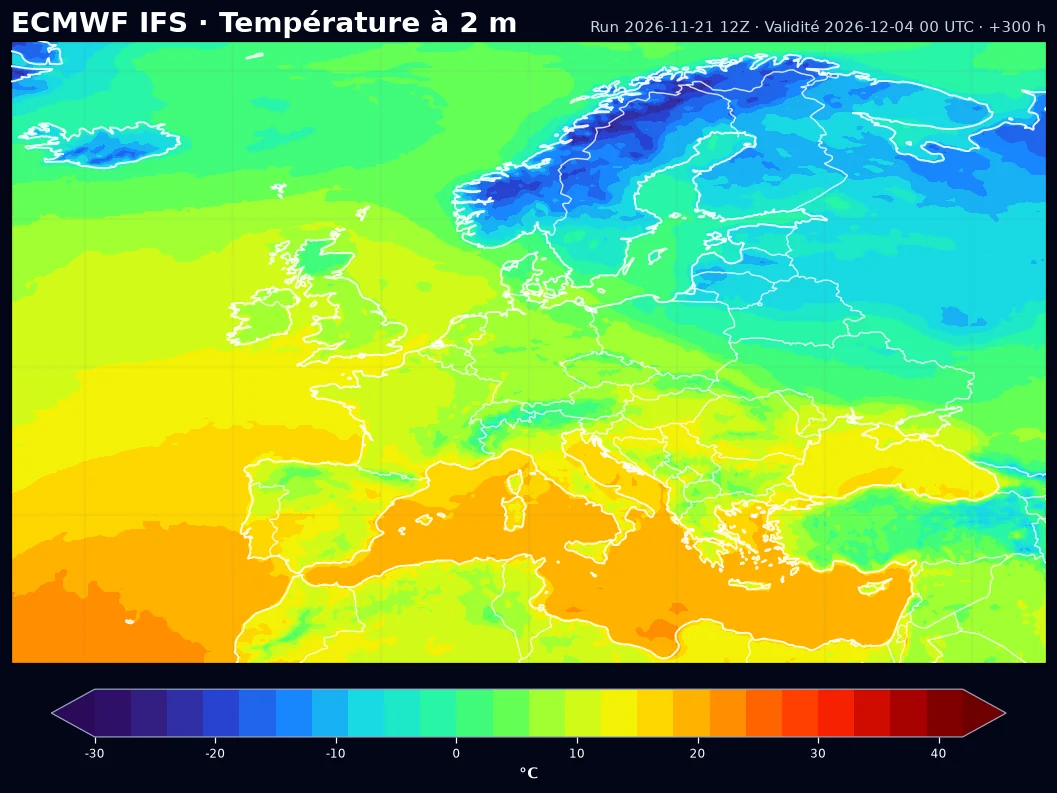 ECMWF IFS · Température à 2 m
Run 2026-11-21 12Z · Validité 2026-12-04 00 UTC · +300 h
-30 -20 -10 0 10 20 30 40
°C